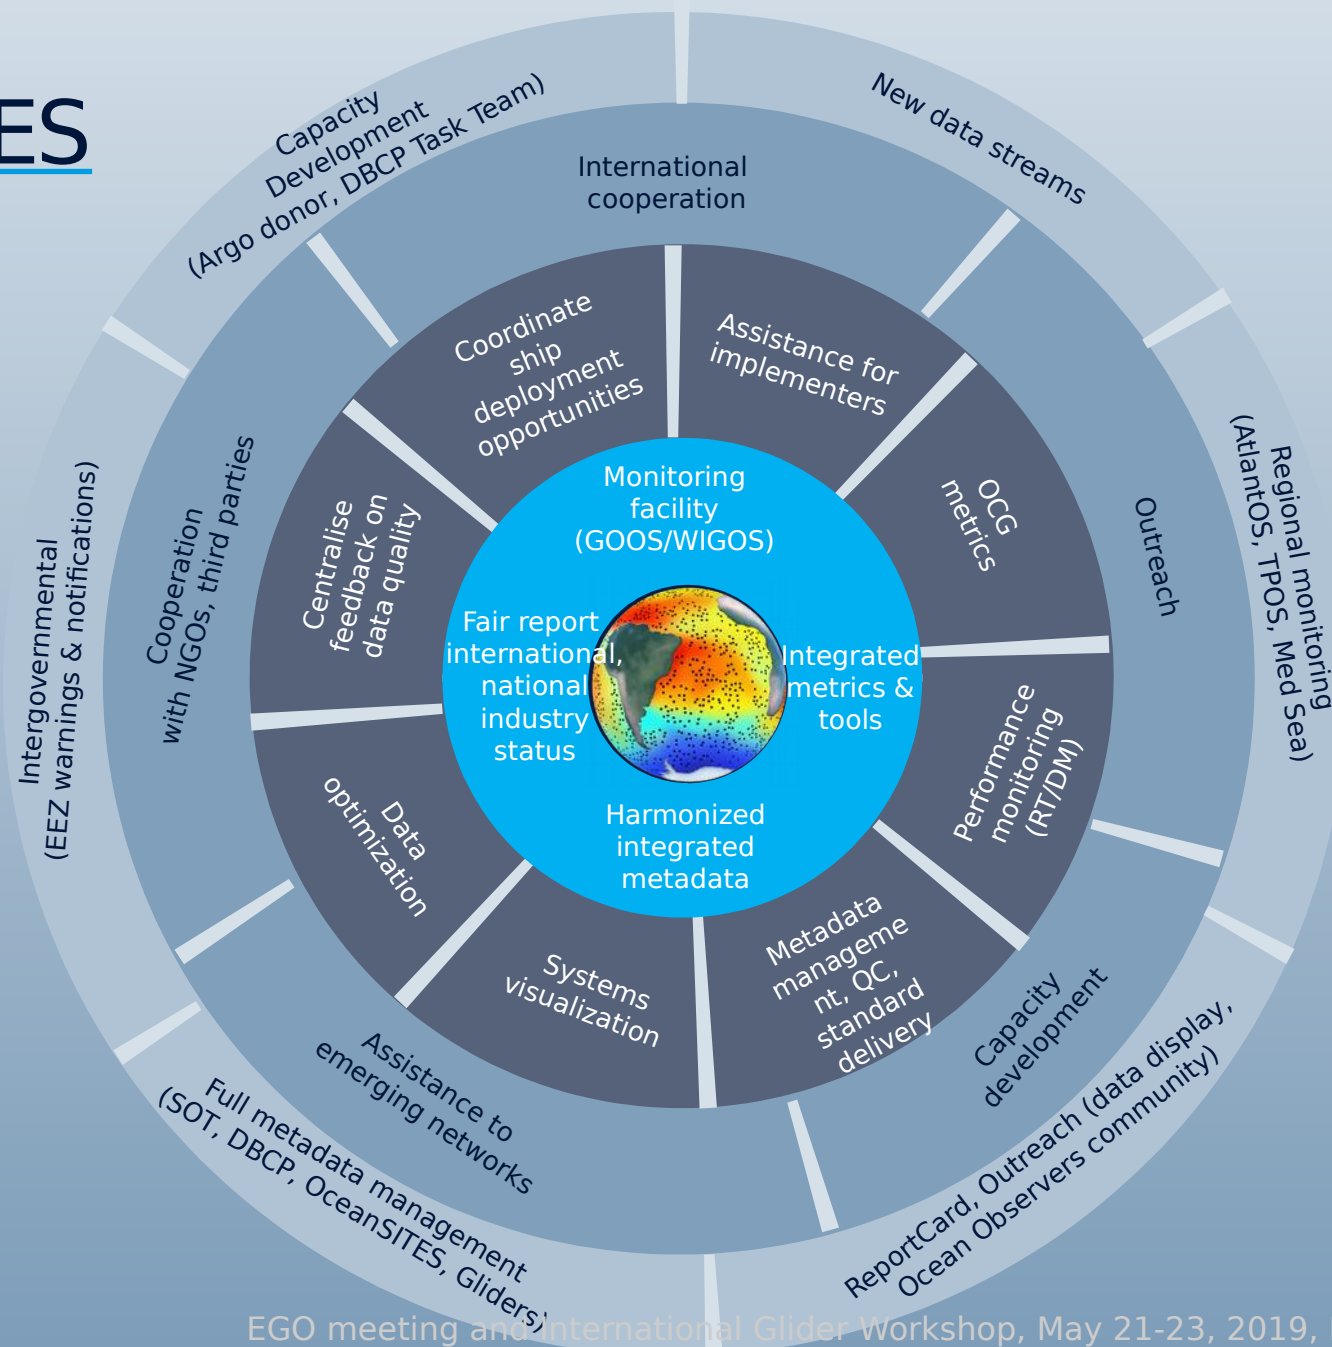 ES
Capacity
Development
(Argo donor, DBCP Task Team)
New data streams
International
cooperation
Coordinate
ship
deployment
opportunities
Assistance for
implementers
OCG
metrics
Outreach
Regional monitoring
(AtlantOS, TPOS, Med Sea)
Monitoring
facility
(GOOS/WIGOS)
Centralise
feedback on
data quality
Cooperation
with NGOs, third parties
Intergovernmental
(EEZ warnings & notifications)
Fair report
international,
national
industry
status
Integrated
metrics &
tools
Performance
monitoring
(RT/DM)
Harmonized
integrated
metadata
Data
optimization
Systems
visualization
Metadata
manageme
nt, QC,
standard
delivery
Capacity
development
Assistance to
emerging networks
Full metadata management
(SOT, DBCP, OceanSITES, Gliders)
ReportCard, Outreach (data display,
Ocean Observers community)
EGO meeting and International Glider Workshop, May 21-23, 2019,